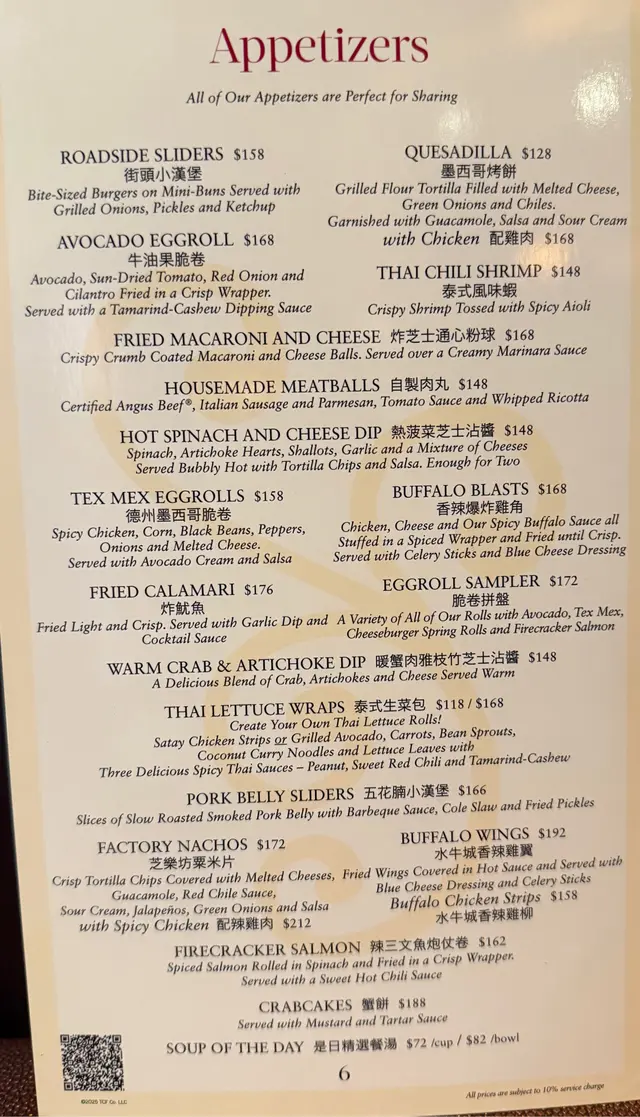 Appetizers
All of Our Appetizers are Perfect for Sharing
ROADSIDE SLIDERS $158
街頭小漢堡
Bite-Sized Burgers on Mini-Buns Served with
Grilled Onions, Pickles and Ketchup
QUESADILLA $128
墨西哥烤餅
Grilled Flour Tortilla Filled with Melted Cheese,
Green Onions and Chiles.
Garnished with Guacamole, Salsa and Sour Cream
with Chicken 配雞肉 $168
AVOCADO EGGROLL $168
牛油果脆卷
Avocado, Sun-Dried Tomato, Red Onion and
Cilantro Fried in a Crisp Wrapper.
Served with a Tamarind-Cashew Dipping Sauce
THAI CHILI SHRIMP $148
泰式風味蝦
Crispy Shrimp Tossed with Spicy Aioli
FRIED MACARONI AND CHEESE 炸芝士通心粉球 $168
Crispy Crumb Coated Macaroni and Cheese Balls. Served over a Creamy Marinara Sauce
HOUSEMADE MEATBALLS 自製肉丸 $148
Certified Angus Beef®, Italian Sausage and Parmesan, Tomato Sauce and Whipped Ricotta
HOT SPINACH AND CHEESE DIP 熱菠菜芝士沾醬 $148
Spinach, Artichoke Hearts, Shallots, Garlic and a Mixture of Cheeses
Served Bubbly Hot with Tortilla Chips and Salsa. Enough for Two
TEX MEX EGGROLLS $158
德州墨西哥脆卷
Spicy Chicken, Corn, Black Beans, Peppers,
Onions and Melted Cheese.
Served with Avocado Cream and Salsa
BUFFALO BLASTS $168
香辣爆炸雞角
Chicken, Cheese and Our Spicy Buffalo Sauce all
Stuffed in a Spiced Wrapper and Fried until Crisp.
Served with Celery Sticks and Blue Cheese Dressing
FRIED CALAMARI $176
炸魷魚
Fried Light and Crisp. Served with Garlic Dip and
Cocktail Sauce
EGGROLL SAMPLER $172
脆卷拼盤
A Variety of All of Our Rolls with Avocado, Tex Mex,
Cheeseburger Spring Rolls and Firecracker Salmon
WARM CRAB & ARTICHOKE DIP 暖蟹肉雅枝竹芝士沾醬 $148
A Delicious Blend of Crab, Artichokes and Cheese Served Warm
THAI LETTUCE WRAPS 泰式生菜包 $118 / $168
Create Your Own Thai Lettuce Rolls!
Satay Chicken Strips or Grilled Avocado, Carrots, Bean Sprouts,
Coconut Curry Noodles and Lettuce Leaves with
Three Delicious Spicy Thai Sauces – Peanut, Sweet Red Chili and Tamarind-Cashew
PORK BELLY SLIDERS 五花腩小漢堡 $166
Slices of Slow Roasted Smoked Pork Belly with Barbeque Sauce, Cole Slaw and Fried Pickles
FACTORY NACHOS $172
芝樂坊粟米片
Crisp Tortilla Chips Covered with Melted Cheeses,
Guacamole, Red Chile Sauce,
Sour Cream, Jalapeños, Green Onions and Salsa
with Spicy Chicken 配辣雞肉 $212
BUFFALO WINGS $192
水牛城香辣雞翼
Fried Wings Covered in Hot Sauce and Served with
Blue Cheese Dressing and Celery Sticks
Buffalo Chicken Strips $158
水牛城香辣雞柳
FIRECRACKER SALMON 辣三文魚炮仗卷 $162
Spiced Salmon Rolled in Spinach and Fried in a Crisp Wrapper.
Served with a Sweet Hot Chili Sauce
CRABCAKES 蟹餅 $188
Served with Mustard and Tartar Sauce
SOUP OF THE DAY 是日精選餐湯 $72 /cup / $82 /bowl
6
©2025 TCF Co. LLC
All prices are subject to 10% service charge